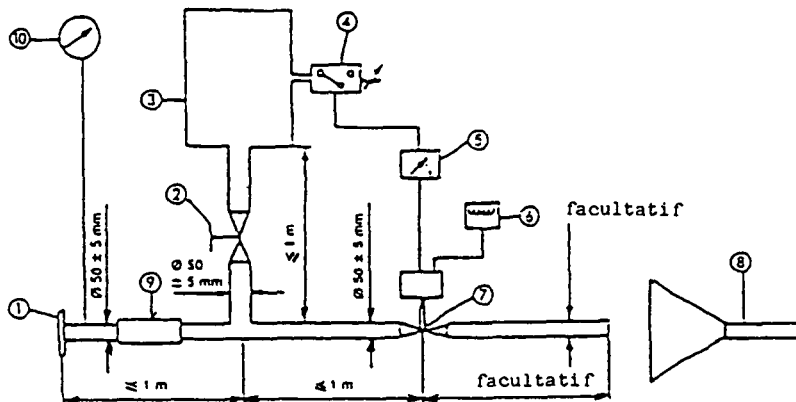 10
4
3
5
2
6
facultatif
≤ 1 m
Ø 50 ± 5 mm
Ø 50
= 5 mm
Ø 50 ± 5 mm
9
7
8
1
≤ 1 m
≤ 1 m
facultatif